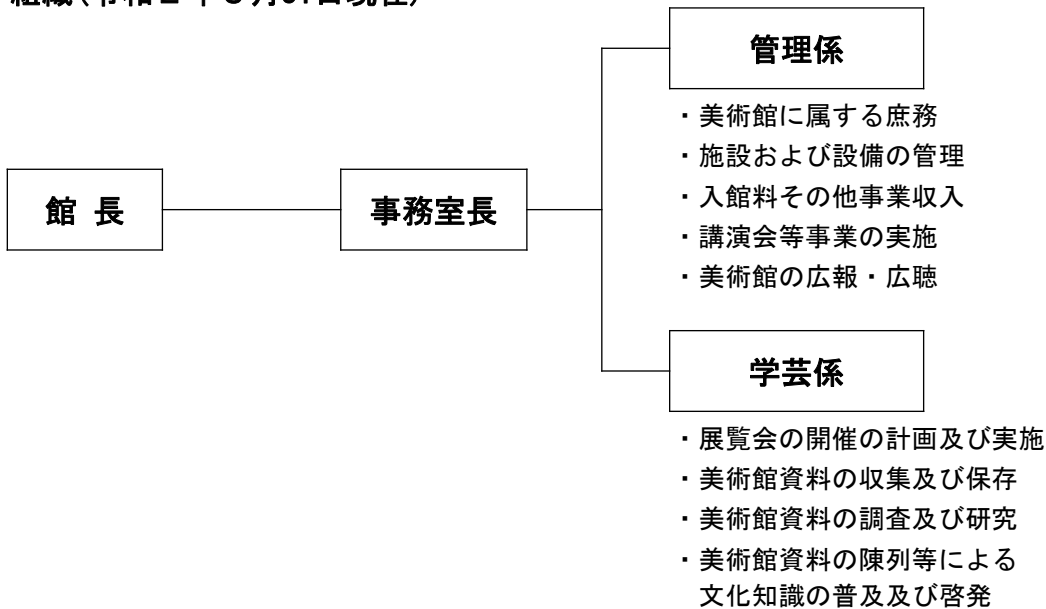 館 長
事務室長
管理係
・美術館に属する庶務
・施設および設備の管理
・入館料その他事業収入
・講演会等事業の実施
・美術館の広報・広聴
学芸係
・展覧会の開催の計画及び実施
・美術館資料の収集及び保存
・美術館資料の調査及び研究
・美術館資料の陳列等による
文化知識の普及及び啓発